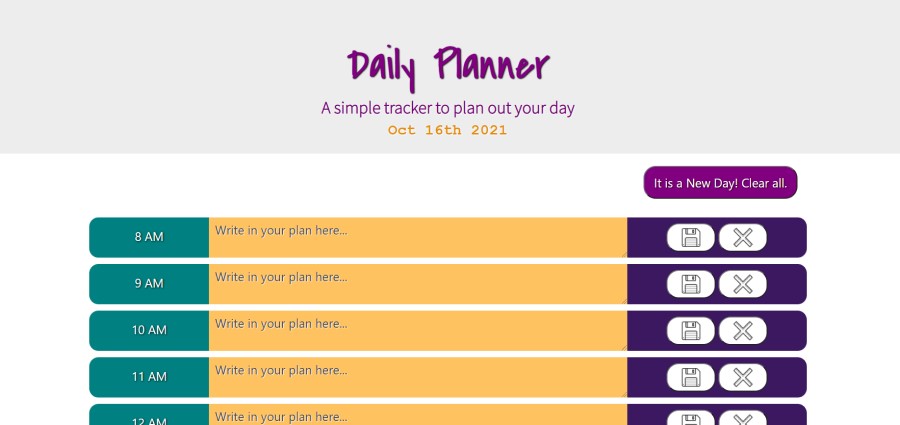 Daily Planner
A simple tracker to plan out your day
Oct 16th 2021
It is a New Day! Clear all.
8 AM Write in your plan here...
9 AM Write in your plan here...
10 AM Write in your plan here...
11 AM Write in your plan here...
12 AM Write in your plan here...